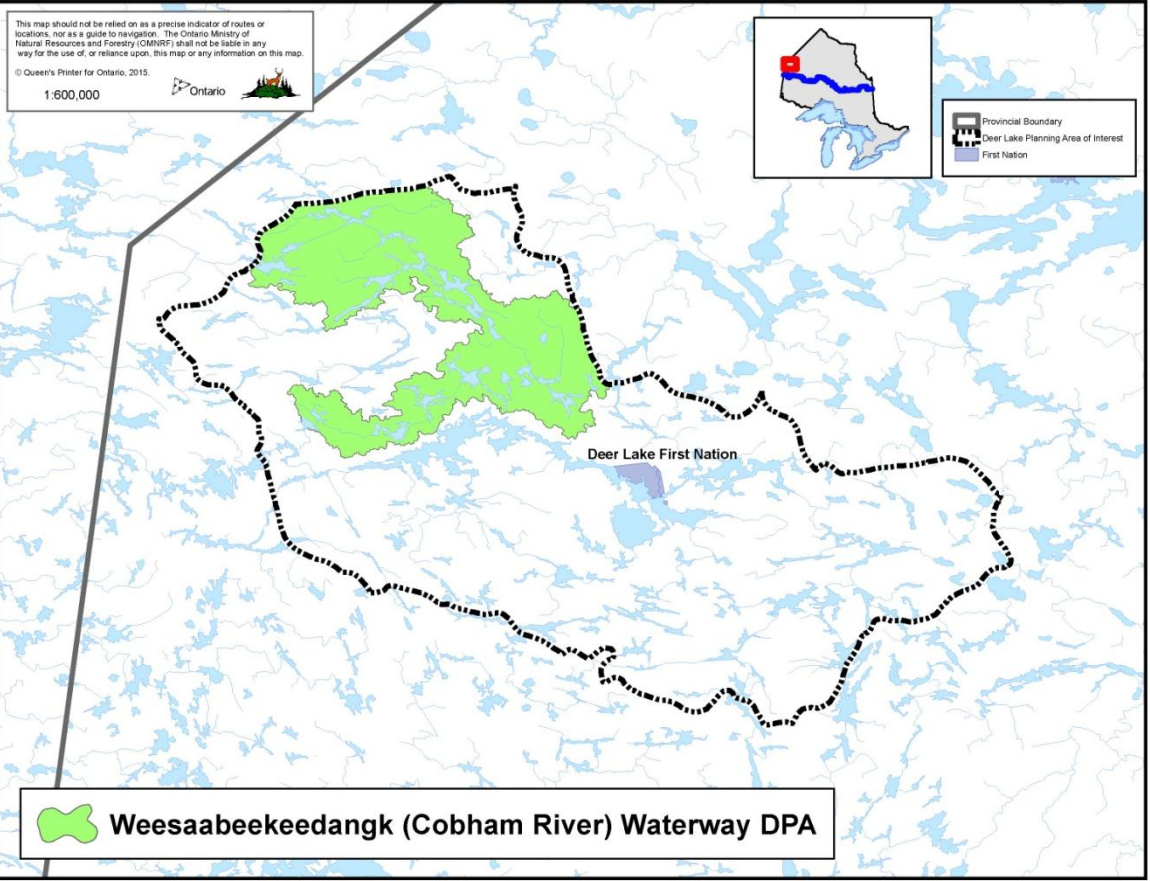 This map should not be relied on as a precise indicator of routes or
locations, nor as a guide to navigation. The Ontario Ministry of
Natural Resources and Forestry (OMNRF) shall not be liable in any
way for the use of, or reliance upon, this map or any information on this map.
© Queen's Printer for Ontario, 2015.
1:600,000
Ontario
Provincial Boundary
Deer Lake Planning Area of Interest
First Nation
Deer Lake First Nation
Weesaabeekeedangk (Cobham River) Waterway DPA